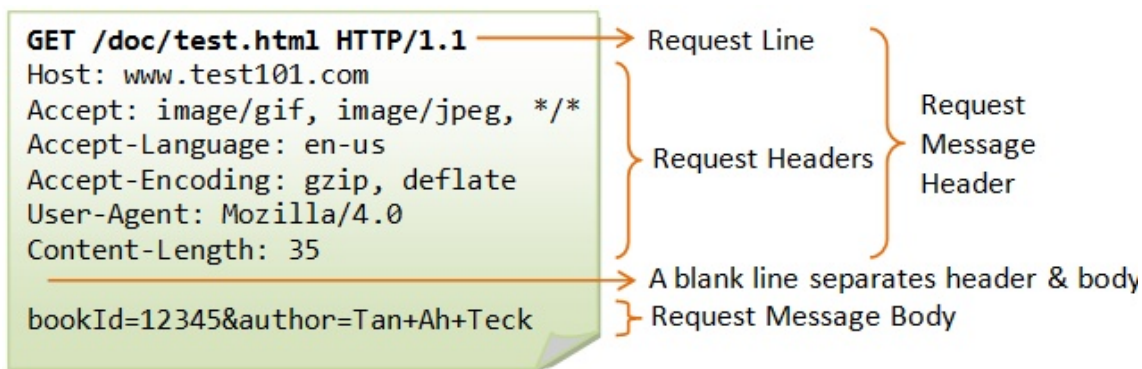 GET /doc/test.html HTTP/1.1
Host: www.test101.com
Accept: image/gif, image/jpeg, */*
Accept-Language: en-us
Accept-Encoding: gzip, deflate
User-Agent: Mozilla/4.0
Content-Length: 35
bookId=12345&author=Tan+Ah+Teck
Request Line
Request Headers
Request
Message
Header
A blank line separates header & body
Request Message Body